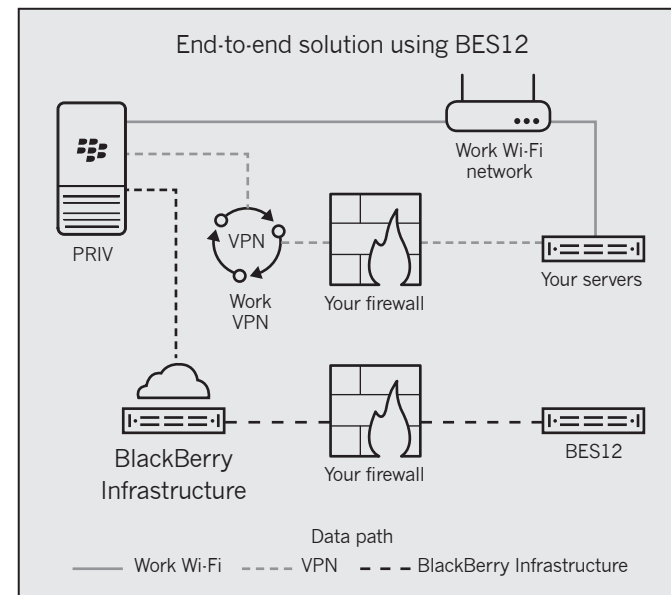 End-to-end solution using BES12
Work Wi-Fi
network
PRIV
VPN
Work
VPN
Your firewall
Your servers
BlackBerry
Infrastructure
Your firewall
BES12
Data path
Work Wi-Fi
VPN
BlackBerry Infrastructure